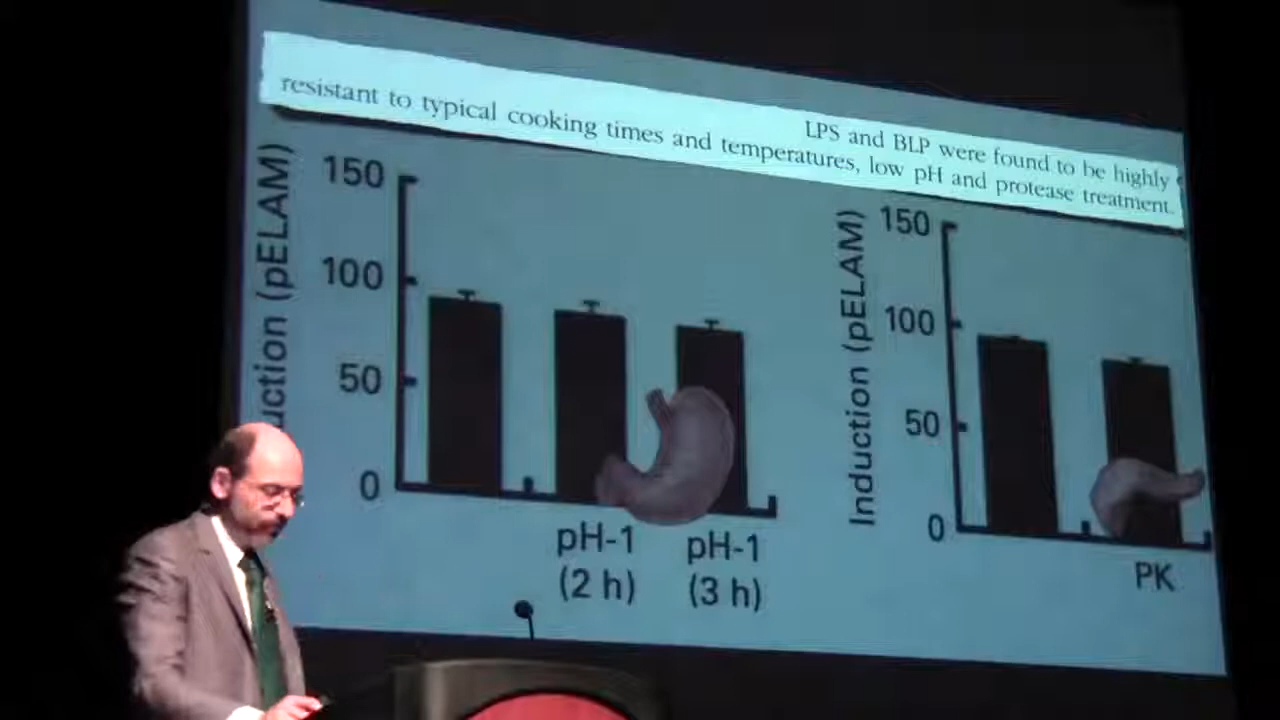 LPS and BLP were found to be highly
resistant to typical cooking times and temperatures, low pH and protease treatment.
uction (pELAM)
150
100
50
0
pH-1
(2 h)
pH-1
(3 h)
Induction (pELAM)
150
100
50
0
PK